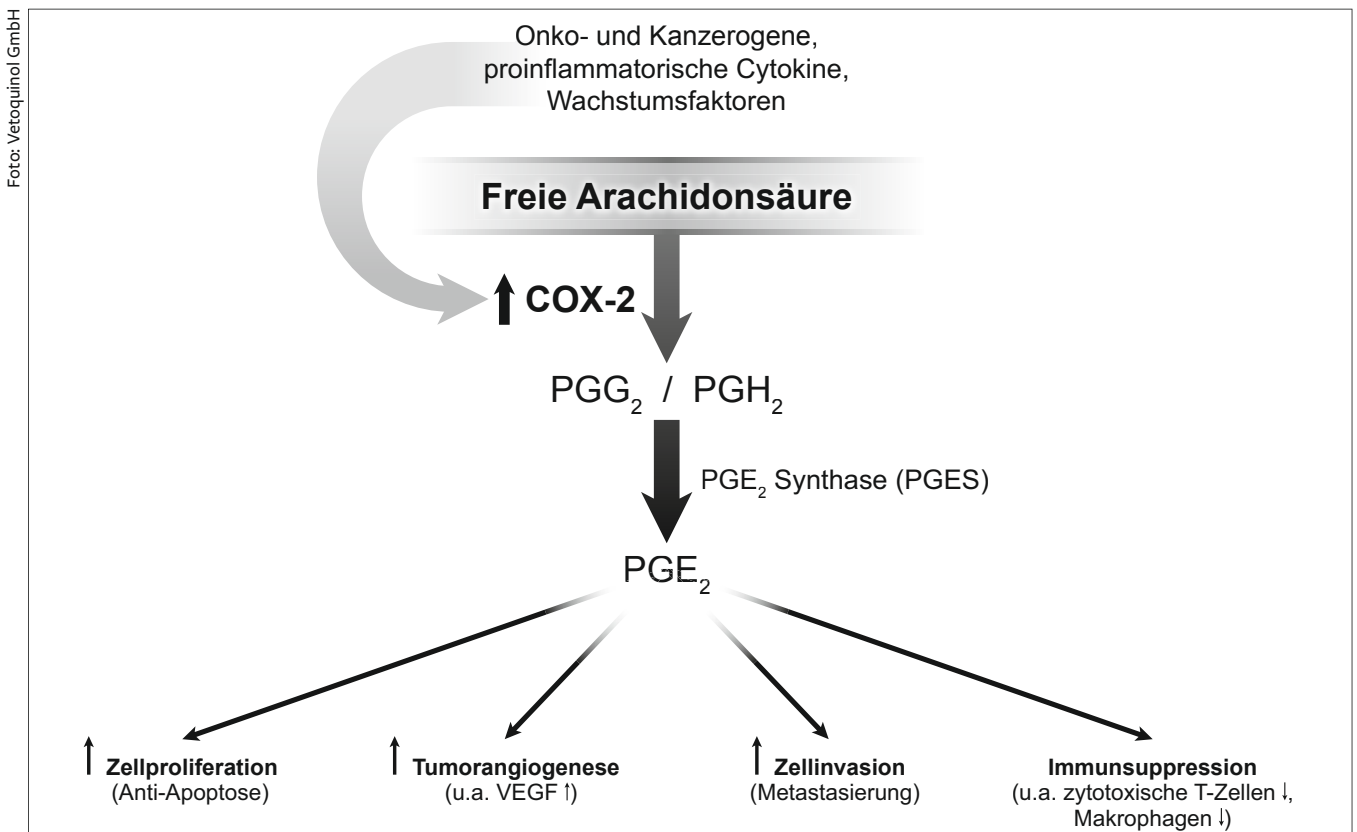 Foto: Vetoquinol GmbH
Onko- und Kanzerogene,
proinflammatorische Cytokine,
Wachstumsfaktoren
Freie Arachidonsäure
↑ COX-2
PGG₂ / PGH₂
PGE₂ Synthase (PGES)
PGE₂
↑ Zellproliferation
(Anti-Apoptose)
↑ Tumorangiogenese
(u.a. VEGF ↑)
↑ Zellinvasion
(Metastasierung)
Immunsuppression
(u.a. zytotoxische T-Zellen ↓,
Makrophagen ↓)